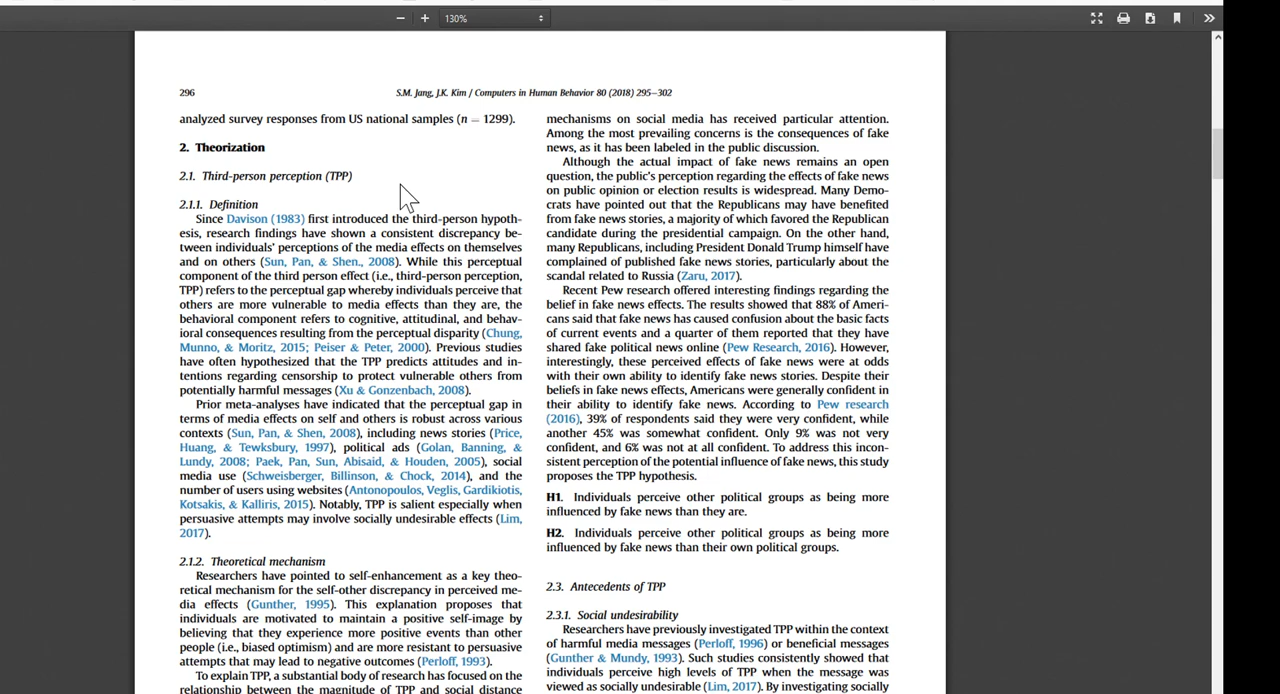 130%
296
S.M. Jang, J.K. Kim / Computers in Human Behavior 80 (2018) 295–302
analyzed survey responses from US national samples (n = 1299).
2. Theorization
2.1. Third-person perception (TPP)
2.1.1. Definition
Since Davison (1983) first introduced the third-person hypoth-
esis, research findings have shown a consistent discrepancy be-
tween individuals' perceptions of the media effects on themselves
and on others (Sun, Pan, & Shen., 2008). While this perceptual
component of the third person effect (i.e., third-person perception,
TPP) refers to the perceptual gap whereby individuals perceive that
others are more vulnerable to media effects than they are, the
behavioral component refers to cognitive, attitudinal, and behav-
ioral consequences resulting from the perceptual disparity (Chung,
Munno, & Moritz, 2015; Peiser & Peter, 2000). Previous studies
have often hypothesized that the TPP predicts attitudes and in-
tentions regarding censorship to protect vulnerable others from
potentially harmful messages (Xu & Gonzenbach, 2008).
Prior meta-analyses have indicated that the perceptual gap in
terms of media effects on self and others is robust across various
contexts (Sun, Pan, & Shen, 2008), including news stories (Price,
Huang, & Tewksbury, 1997), political ads (Golan, Banning, &
Lundy, 2008; Paek, Pan, Sun, Abisaid, & Houden, 2005), social
media use (Schweisberger, Billinson, & Chock, 2014), and the
number of users using websites (Antonopoulos, Veglis, Gardikiotis,
Kotsakis, & Kalliris, 2015). Notably, TPP is salient especially when
persuasive attempts may involve socially undesirable effects (Lim,
2017).
2.1.2. Theoretical mechanism
Researchers have pointed to self-enhancement as a key theo-
retical mechanism for the self-other discrepancy in perceived me-
dia effects (Gunther, 1995). This explanation proposes that
individuals are motivated to maintain a positive self-image by
believing that they experience more positive events than other
people (i.e., biased optimism) and are more resistant to persuasive
attempts that may lead to negative outcomes (Perloff, 1993).
To explain TPP, a substantial body of research has focused on the
relationship between the magnitude of TPP and social distance
mechanisms on social media has received particular attention.
Among the most prevailing concerns is the consequences of fake
news, as it has been labeled in the public discussion.
Although the actual impact of fake news remains an open
question, the public's perception regarding the effects of fake news
on public opinion or election results is widespread. Many Demo-
crats have pointed out that the Republicans may have benefited
from fake news stories, a majority of which favored the Republican
candidate during the presidential campaign. On the other hand,
many Republicans, including President Donald Trump himself have
complained of published fake news stories, particularly about the
scandal related to Russia (Zaru, 2017).
Recent Pew research offered interesting findings regarding the
belief in fake news effects. The results showed that 88% of Ameri-
cans said that fake news has caused confusion about the basic facts
of current events and a quarter of them reported that they have
shared fake political news online (Pew Research, 2016). However,
interestingly, these perceived effects of fake news were at odds
with their own ability to identify fake news stories. Despite their
beliefs in fake news effects, Americans were generally confident in
their ability to identify fake news. According to Pew research
(2016), 39% of respondents said they were very confident, while
another 45% was somewhat confident. Only 9% was not very
confident, and 6% was not at all confident. To address this incon-
sistent perception of the potential influence of fake news, this study
proposes the TPP hypothesis.
H1. Individuals perceive other political groups as being more
influenced by fake news than they are.
H2. Individuals perceive other political groups as being more
influenced by fake news than their own political groups.
2.3. Antecedents of TPP
2.3.1. Social undesirability
Researchers have previously investigated TPP within the context
of harmful media messages (Perloff, 1996) or beneficial messages
(Gunther & Mundy, 1993). Such studies consistently showed that
individuals perceive high levels of TPP when the message was
viewed as socially undesirable (Lim, 2017). By investigating socially